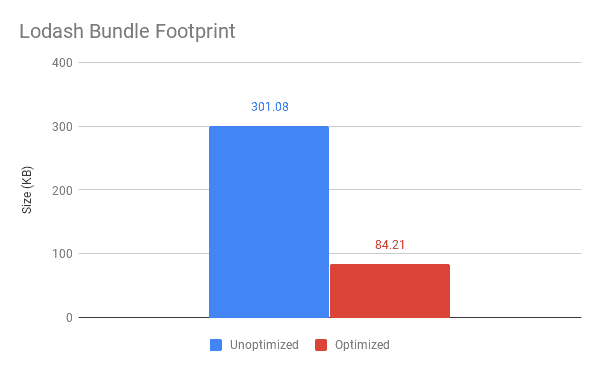 Lodash Bundle Footprint
400
300
200
100
0
Size (KB)
301.08
84.21
Unoptimized
Optimized